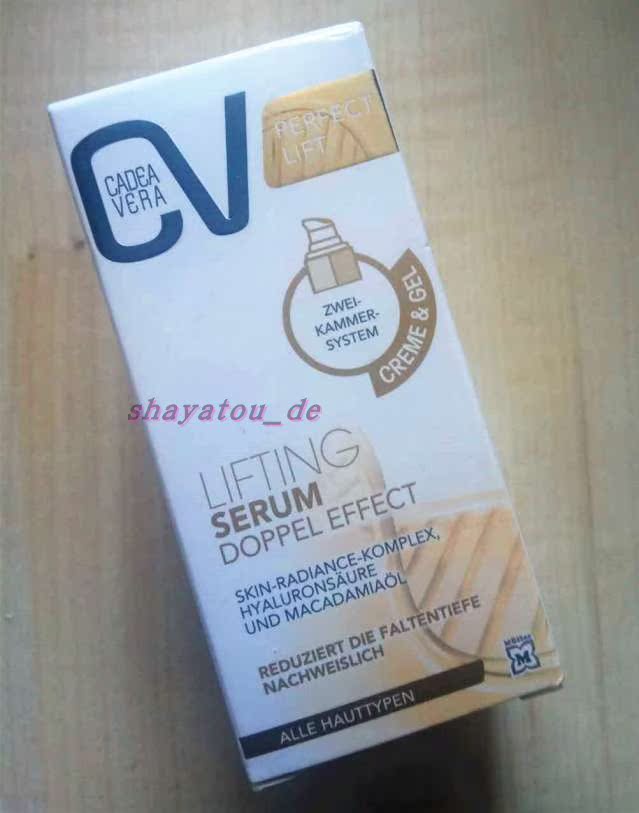 CV
CADEA
VERA
PERFECT
LIFT
ZWEI-
KAMMER-
SYSTEM
CREME & GEL
shayatou_de
LIFTING
SERUM
DOPPEL EFFECT
SKIN-RADIANCE-KOMPLEX,
HYALURONSÄURE
UND MACADAMIAÖL
REDUZIERT DIE FALTENTIEFE
NACHWEISLICH
MÜLLER
M
ALLE HAUTTYPEN